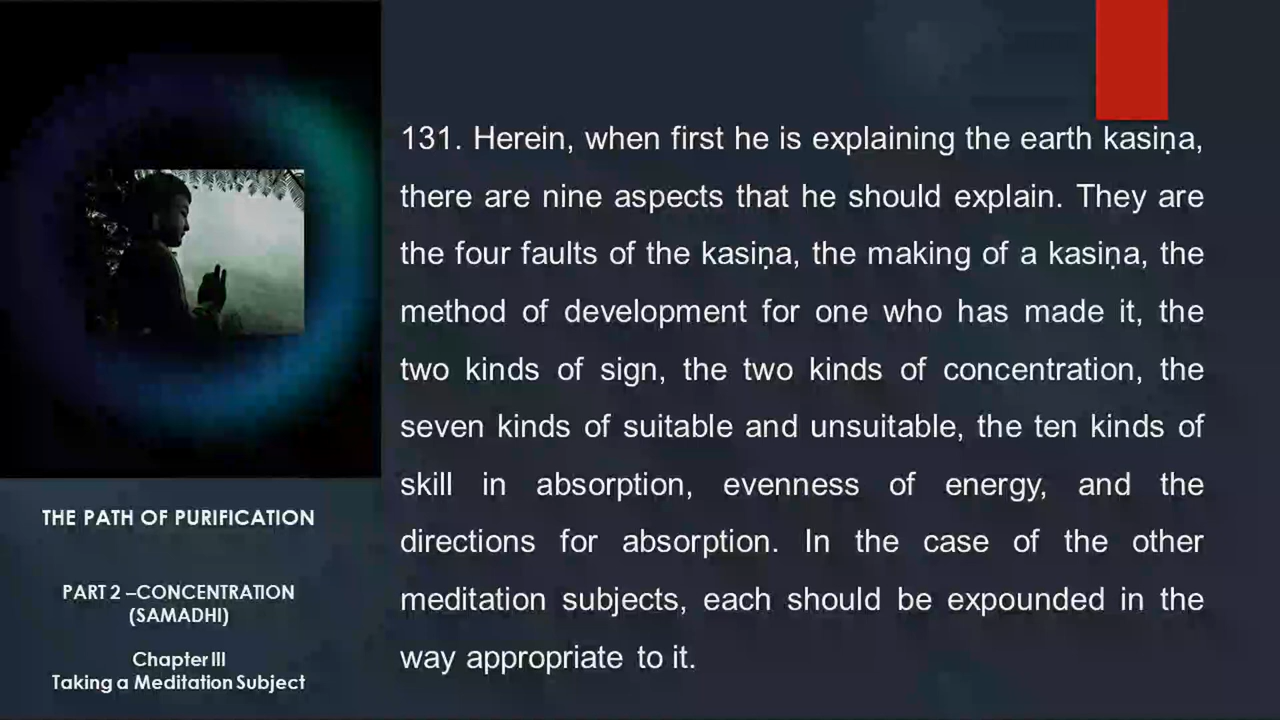 131. Herein, when first he is explaining the earth kasiṇa,
there are nine aspects that he should explain. They are
the four faults of the kasiṇa, the making of a kasiṇa, the
method of development for one who has made it, the
two kinds of sign, the two kinds of concentration, the
seven kinds of suitable and unsuitable, the ten kinds of
skill in absorption, evenness of energy, and the
directions for absorption. In the case of the other
meditation subjects, each should be expounded in the
way appropriate to it.
THE PATH OF PURIFICATION
PART 2 –CONCENTRATION
(SAMADHI)
Chapter III
Taking a Meditation Subject